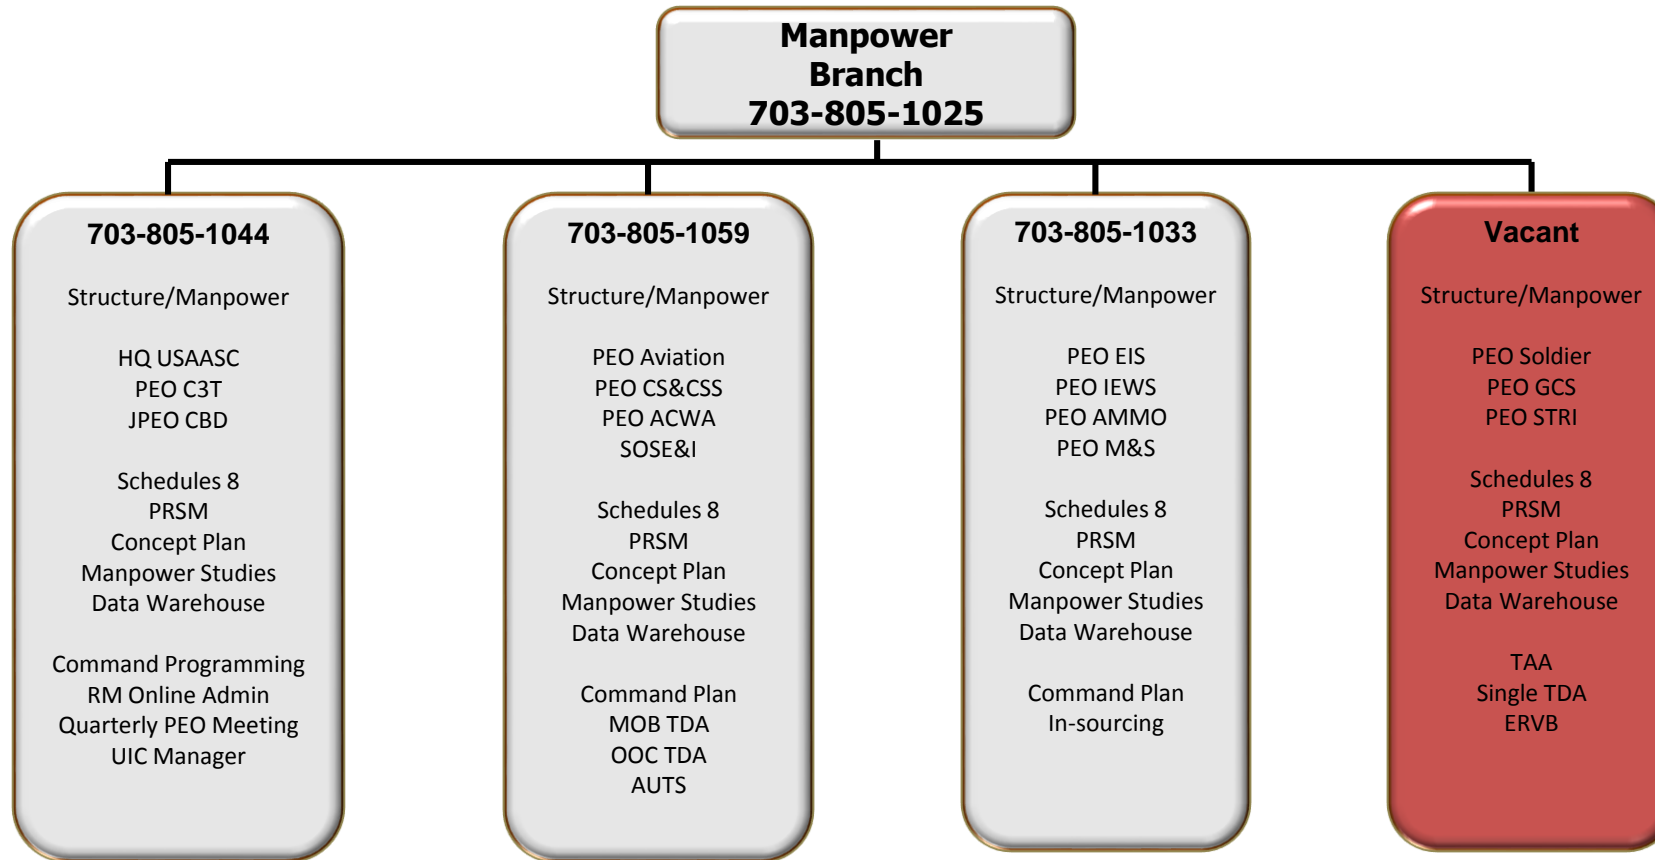 Manpower
Branch
703-805-1025
703-805-1044
Structure/Manpower
HQ USAASC
PEO C3T
JPEO CBD
Schedules 8
PRSM
Concept Plan
Manpower Studies
Data Warehouse
Command Programming
RM Online Admin
Quarterly PEO Meeting
UIC Manager
703-805-1059
Structure/Manpower
PEO Aviation
PEO CS&CSS
PEO ACWA
SOSE&I
Schedules 8
PRSM
Concept Plan
Manpower Studies
Data Warehouse
Command Plan
MOB TDA
OOC TDA
AUTS
703-805-1033
Structure/Manpower
PEO EIS
PEO IEWS
PEO AMMO
PEO M&S
Schedules 8
PRSM
Concept Plan
Manpower Studies
Data Warehouse
Command Plan
In-sourcing
Vacant
Structure/Manpower
PEO Soldier
PEO GCS
PEO STRI
Schedules 8
PRSM
Concept Plan
Manpower Studies
Data Warehouse
TAA
Single TDA
ERVB